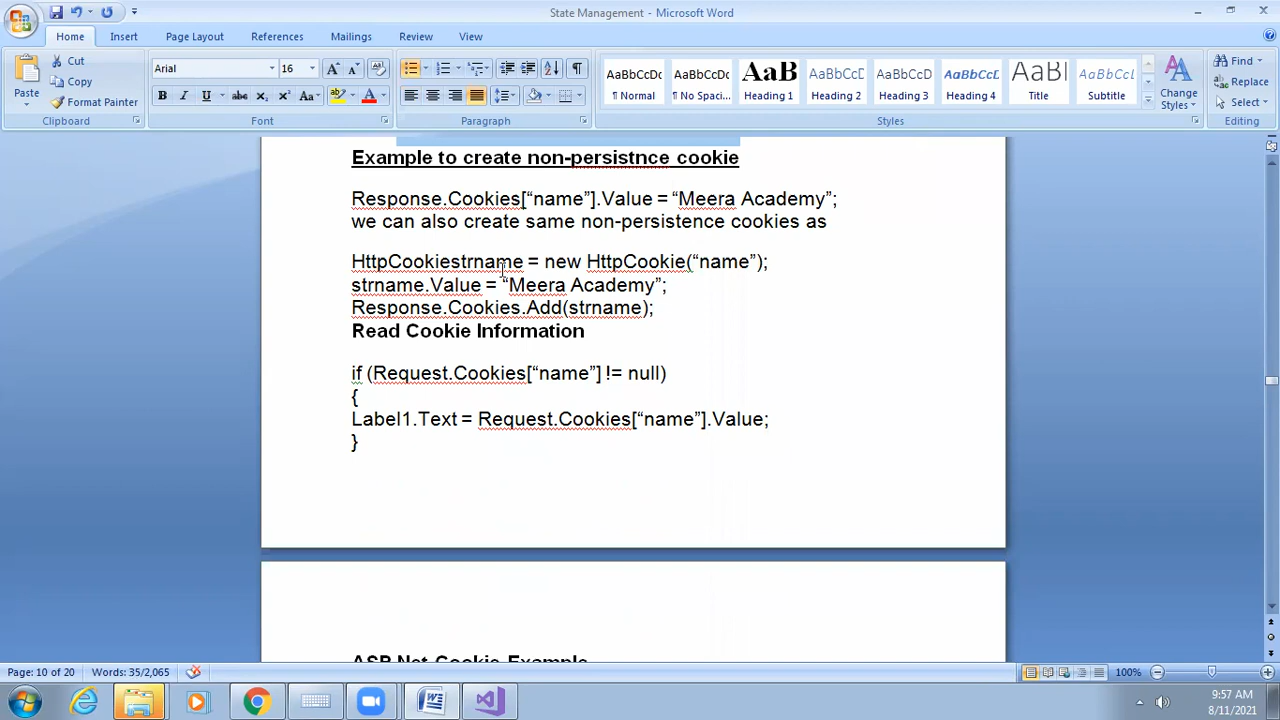 State Management - Microsoft Word
Home Insert Page Layout References Mailings Review View
Paste Cut Copy Format Painter
Arial 16
AaBbCcDc ¶ Normal
AaBbCcDc ¶ No Spaci...
AaB Heading 1
AaBbCc Heading 2
AaBbCcD Heading 3
AaBbCcD Heading 4
AaBbC Title
AaBbCcD Subtitle
Change Styles
Find Replace Select
Clipboard Font Paragraph Styles Editing
Example to create non-persistnce cookie
Response.Cookies[“name”].Value = “Meera Academy”;
we can also create same non-persistence cookies as
HttpCookiestrname = new HttpCookie(“name”);
strname.Value = “Meera Academy”;
Response.Cookies.Add(strname);
Read Cookie Information
if (Request.Cookies[“name”] != null)
{
Label1.Text = Request.Cookies[“name”].Value;
}
ASP.Net Cookie Example
Page: 10 of 20 Words: 35/2,065 100%
9:57 AM
8/11/2021